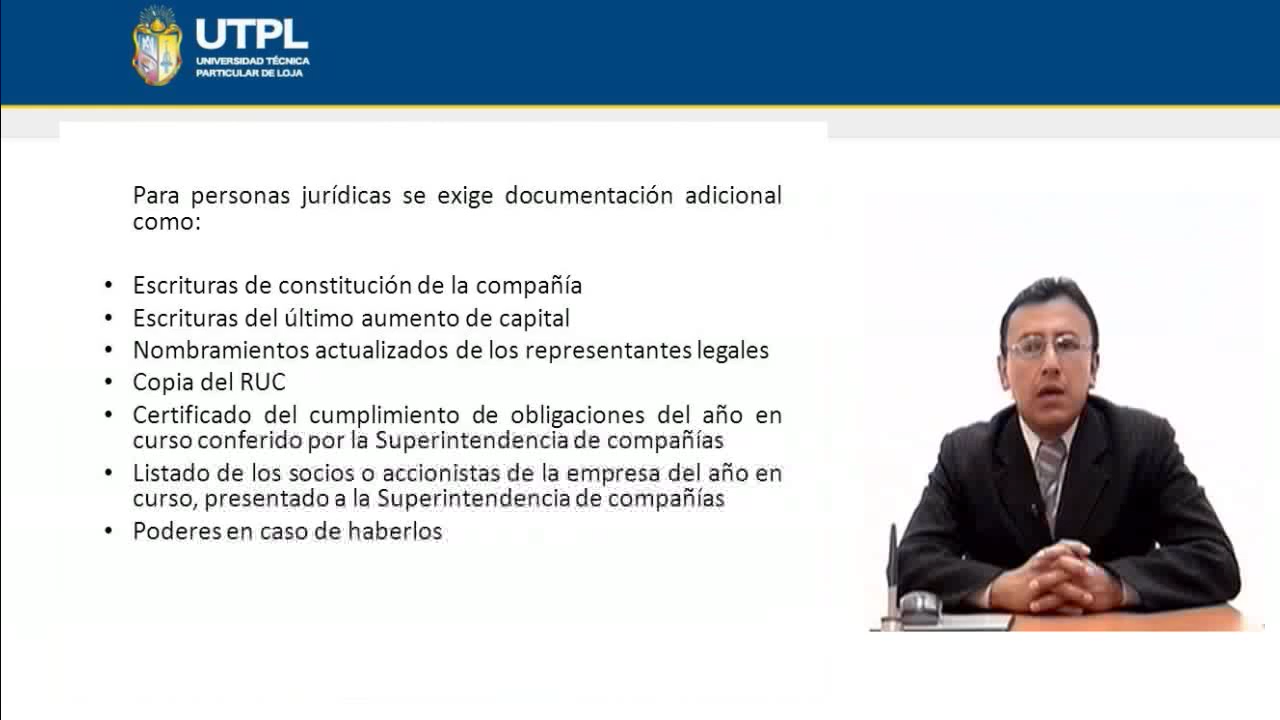 UTPL
UNIVERSIDAD TÉCNICA
PARTICULAR DE LOJA
Para personas jurídicas se exige documentación adicional
como:
• Escrituras de constitución de la compañía
• Escrituras del último aumento de capital
• Nombramientos actualizados de los representantes legales
• Copia del RUC
• Certificado del cumplimiento de obligaciones del año en
curso conferido por la Superintendencia de compañías
• Listado de los socios o accionistas de la empresa del año en
curso, presentado a la Superintendencia de compañías
• Poderes en caso de haberlos